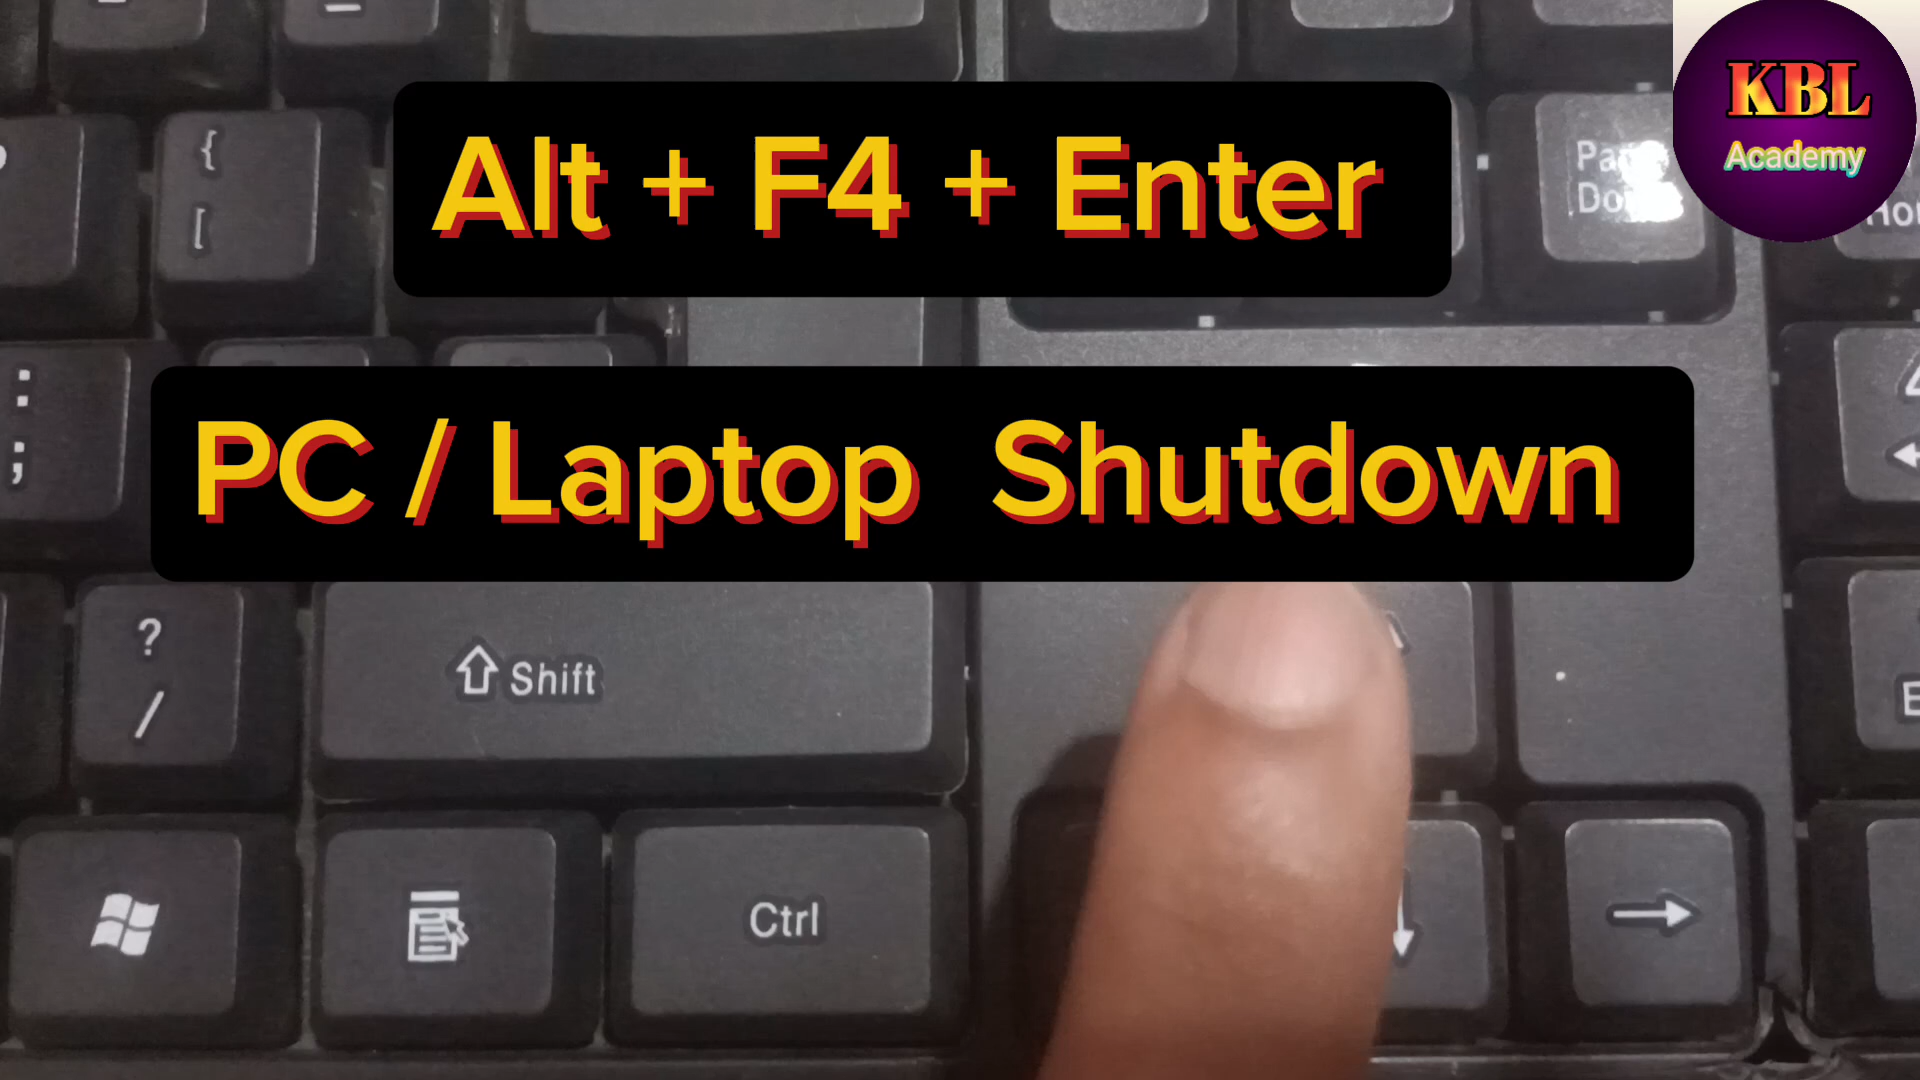 KBL
Academy
Alt + F4 + Enter
PC / Laptop Shutdown
{
[
:
;
?
/
Shift
Ctrl